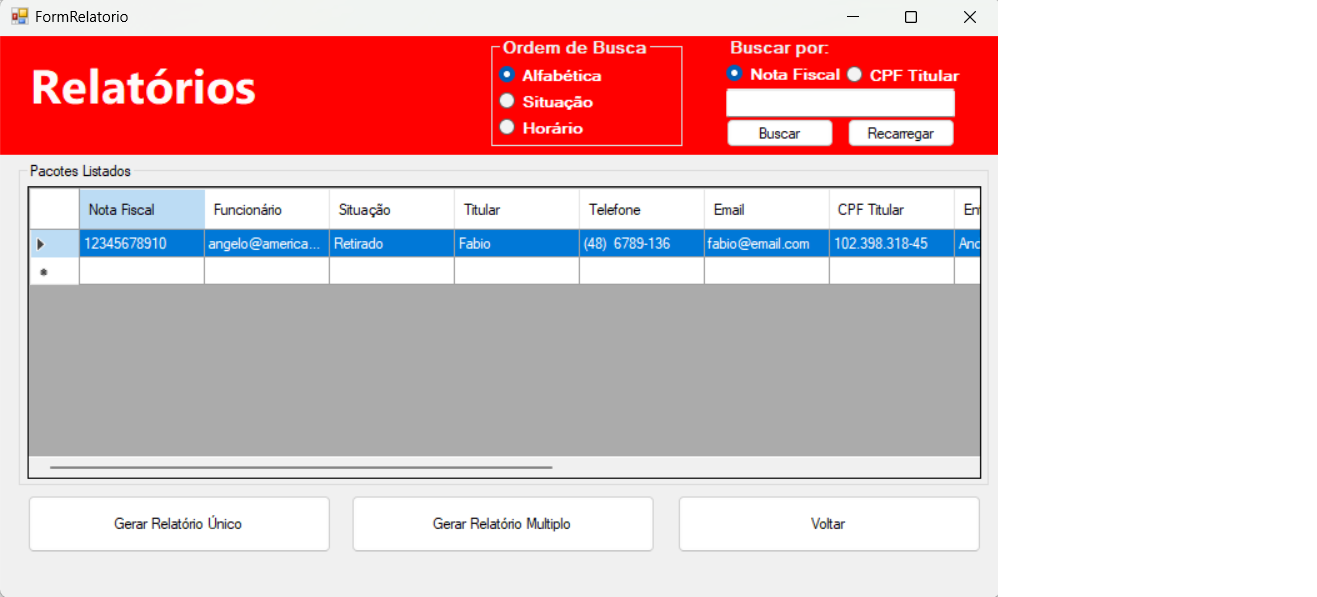 FormRelatorio
Relatórios
Ordem de Busca
Alfabética
Situação
Horário
Buscar por:
Nota Fiscal CPF Titular
Buscar Recarregar
Pacotes Listados
Nota Fiscal Funcionário Situação Titular Telefone Email CPF Titular
12345678910 angelo@america... Retirado Fabio (48) 6789-136 fabio@email.com 102.398.318-45
Gerar Relatório Único Gerar Relatório Multiplo Voltar